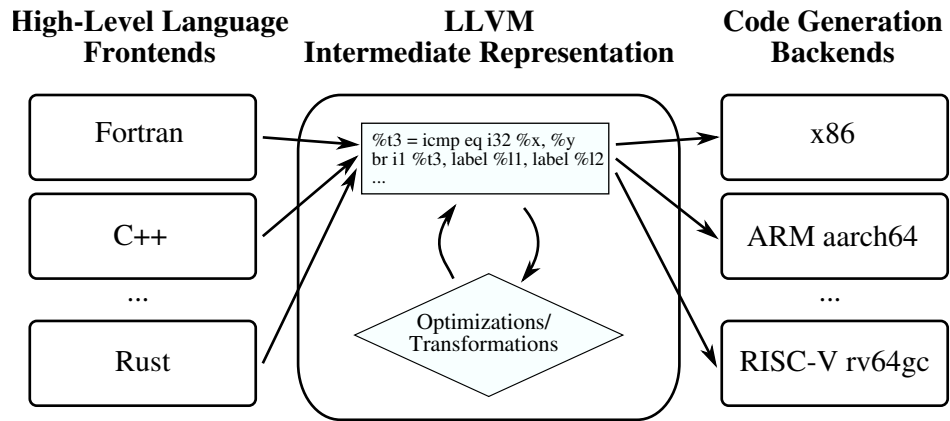 High-Level Language
Frontends
LLVM
Intermediate Representation
Code Generation
Backends
Fortran
C++
...
Rust
%t3 = icmp eq i32 %x, %y
br i1 %t3, label %l1, label %l2
...
Optimizations/
Transformations
x86
ARM aarch64
...
RISC-V rv64gc